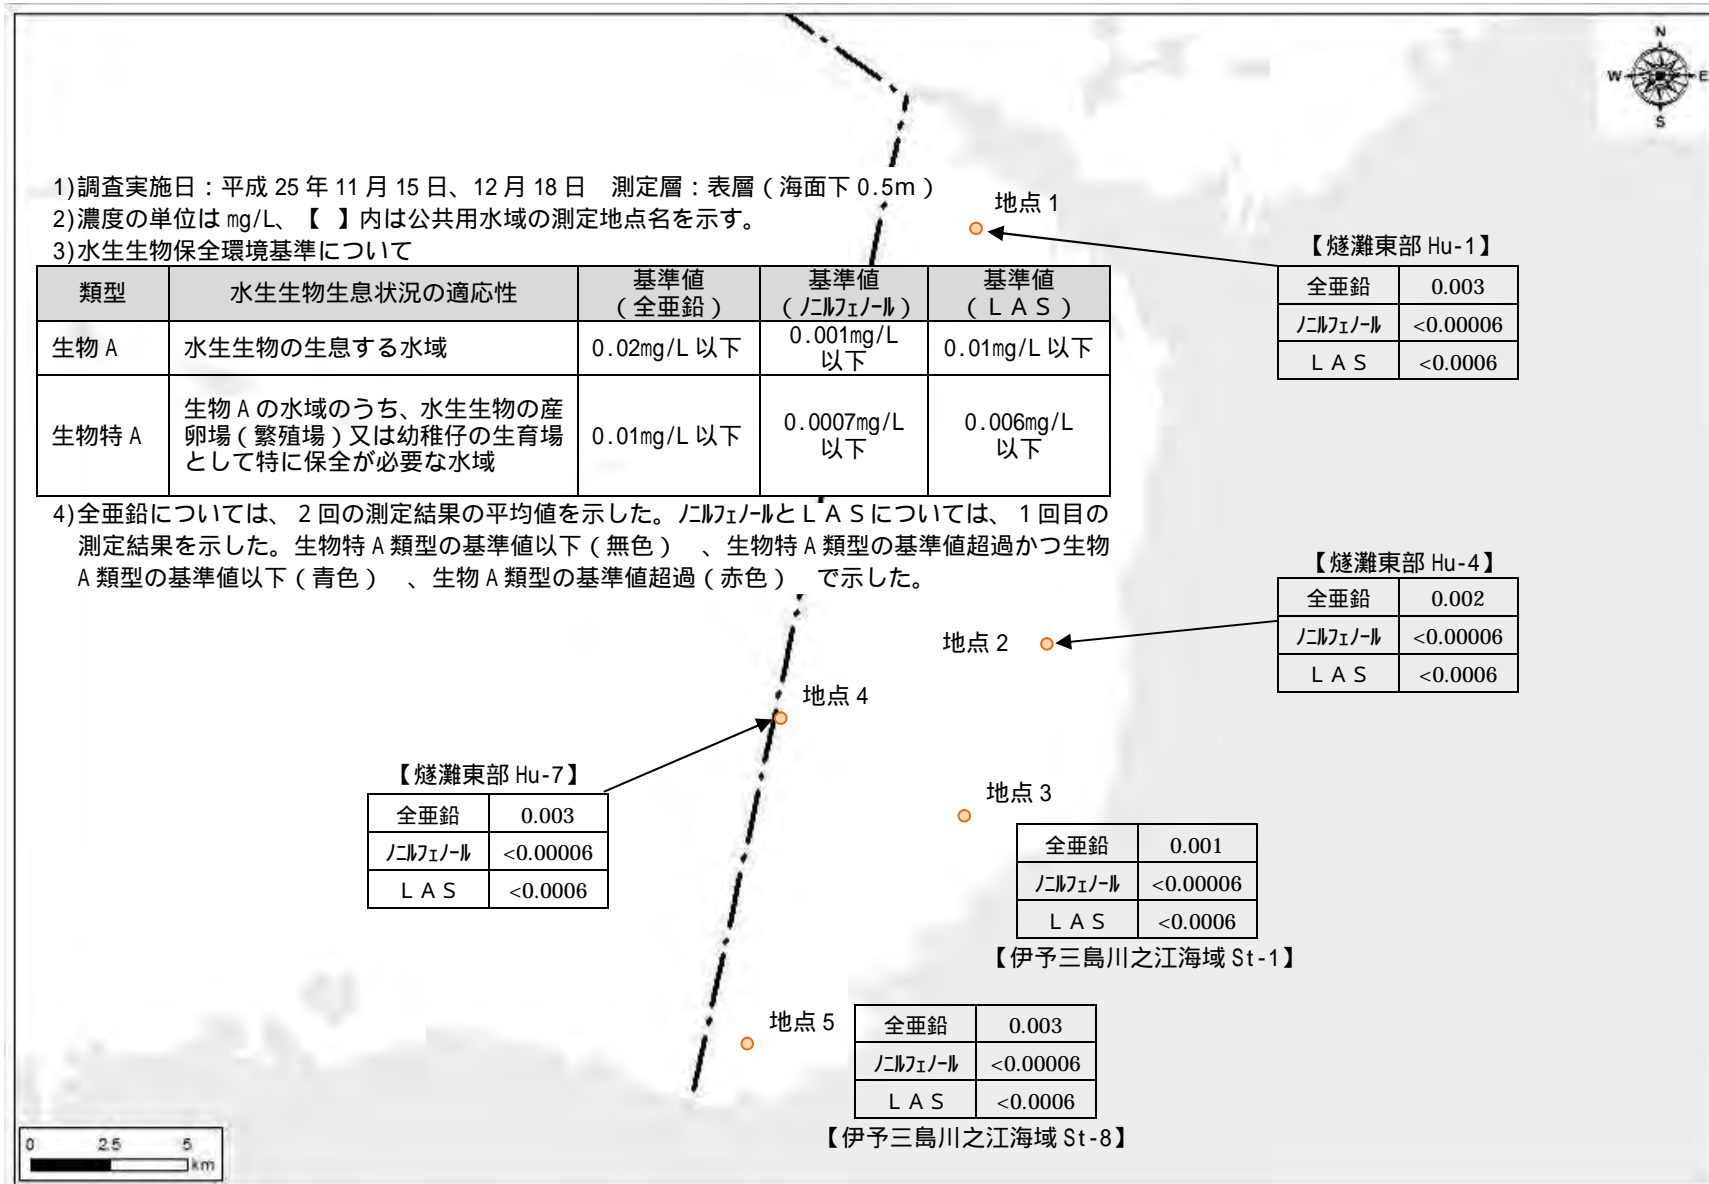 N
W E
S
1)調査実施日：平成 25 年 11 月 15 日、12 月 18 日　測定層：表層（海面下 0.5m）
2)濃度の単位は mg/L、【　】内は公共用水域の測定地点名を示す。
3)水生生物保全環境基準について
類型 水生生物生息状況の適応性 基準値（全亜鉛） 基準値（ﾉﾆﾙﾌｪﾉｰﾙ） 基準値（ＬＡＳ）
生物 A 水生生物の生息する水域 0.02mg/L 以下 0.001mg/L 以下 0.01mg/L 以下
生物特 A 生物 A の水域のうち、水生生物の産卵場（繁殖場）又は幼稚仔の生育場として特に保全が必要な水域 0.01mg/L 以下 0.0007mg/L 以下 0.006mg/L 以下
4)全亜鉛については、２回の測定結果の平均値を示した。ﾉﾆﾙﾌｪﾉｰﾙとＬＡＳについては、１回目の
測定結果を示した。生物特 A 類型の基準値以下（無色）　、生物特 A 類型の基準値超過かつ生物
A 類型の基準値以下（青色）　、生物 A 類型の基準値超過（赤色）　で示した。
地点 1
【燧灘東部 Hu-1】
全亜鉛 0.003
ﾉﾆﾙﾌｪﾉｰﾙ <0.00006
ＬＡＳ <0.0006
地点 2
【燧灘東部 Hu-4】
全亜鉛 0.002
ﾉﾆﾙﾌｪﾉｰﾙ <0.00006
ＬＡＳ <0.0006
地点 4
【燧灘東部 Hu-7】
全亜鉛 0.003
ﾉﾆﾙﾌｪﾉｰﾙ <0.00006
ＬＡＳ <0.0006
地点 3
全亜鉛 0.001
ﾉﾆﾙﾌｪﾉｰﾙ <0.00006
ＬＡＳ <0.0006
【伊予三島川之江海域 St-1】
地点 5
全亜鉛 0.003
ﾉﾆﾙﾌｪﾉｰﾙ <0.00006
ＬＡＳ <0.0006
【伊予三島川之江海域 St-8】
0 2.5 5
km